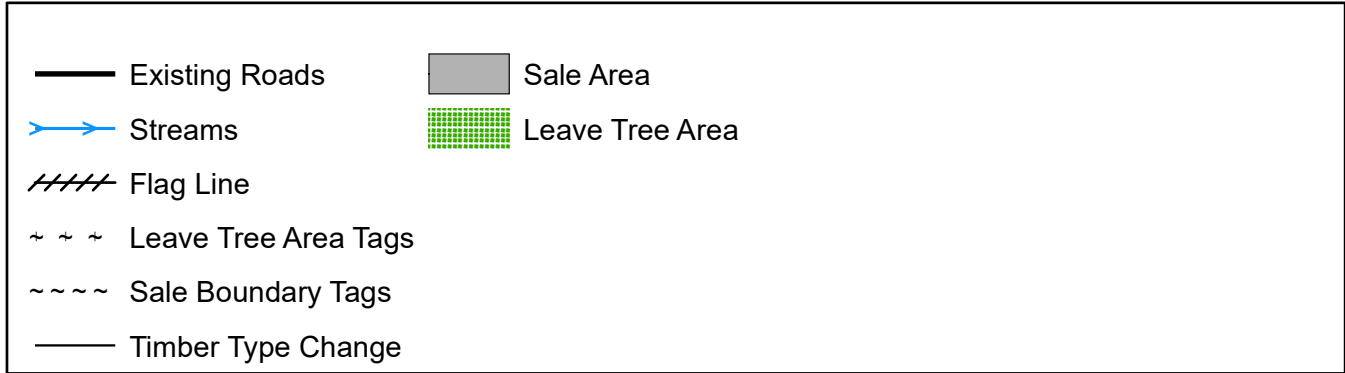 Existing Roads
Streams
Flag Line
Leave Tree Area Tags
Sale Boundary Tags
Timber Type Change
Sale Area
Leave Tree Area